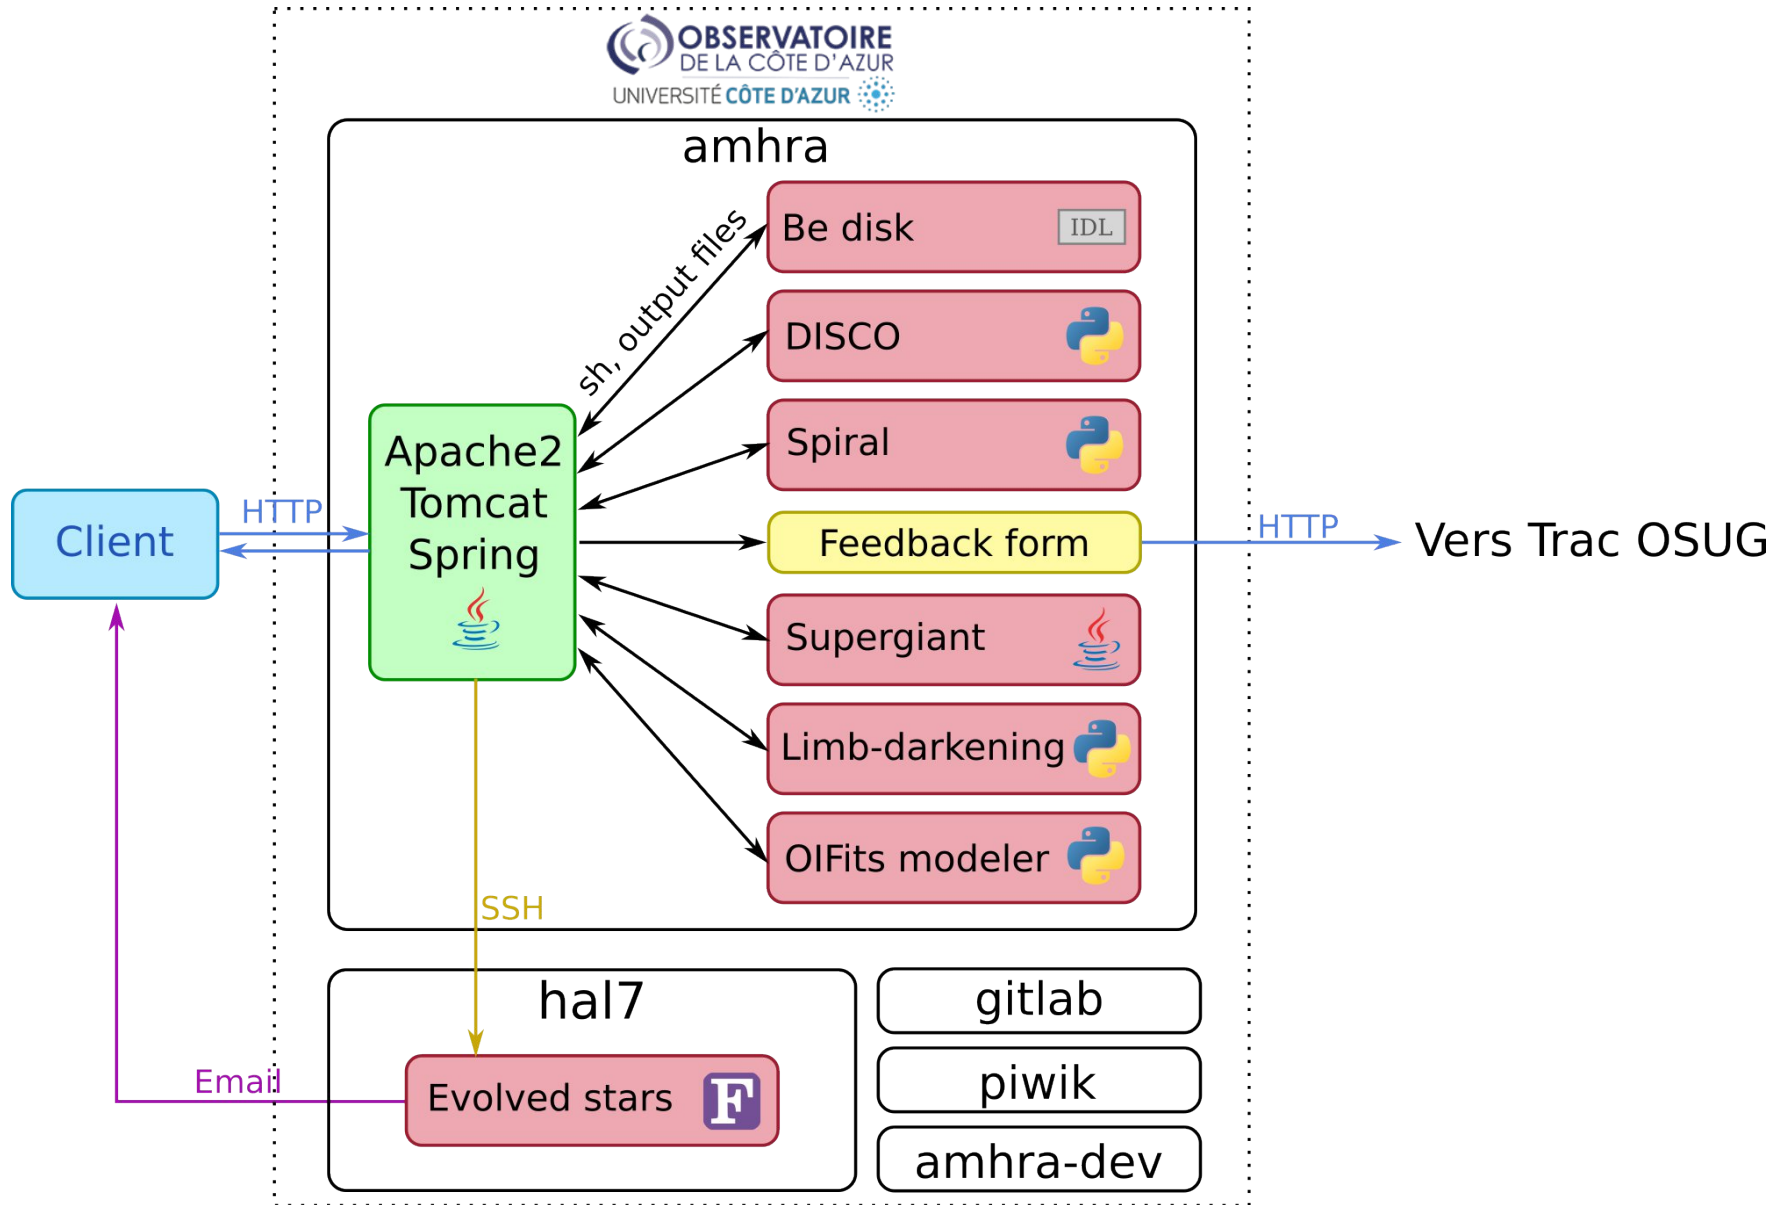 OBSERVATOIRE
DE LA CÔTE D'AZUR
UNIVERSITÉ CÔTE D'AZUR
amhra
Be disk
IDL
sh, output files
DISCO
Spiral
Apache2
Tomcat
Spring
Client
HTTP
Feedback form
HTTP
Vers Trac OSUG
Supergiant
Limb-darkening
OIFits modeler
SSH
hal7
Evolved stars
F
Email
gitlab
piwik
amhra-dev